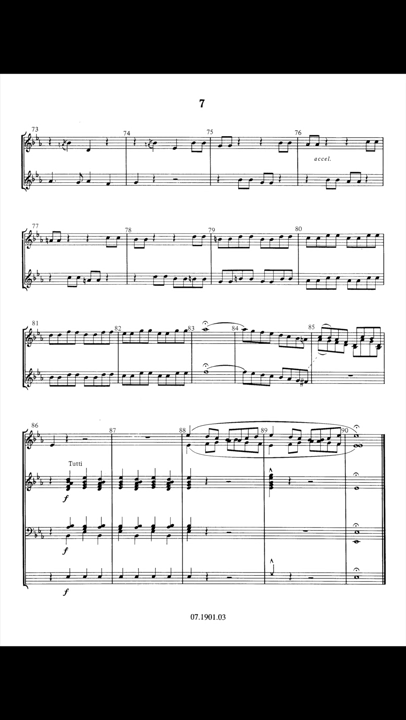 7
73 74 75 76
accel.
77 78 79 80
81 82 83 84 85
86 87 88 89 90
Tutti
f
f
f
07.1901.03